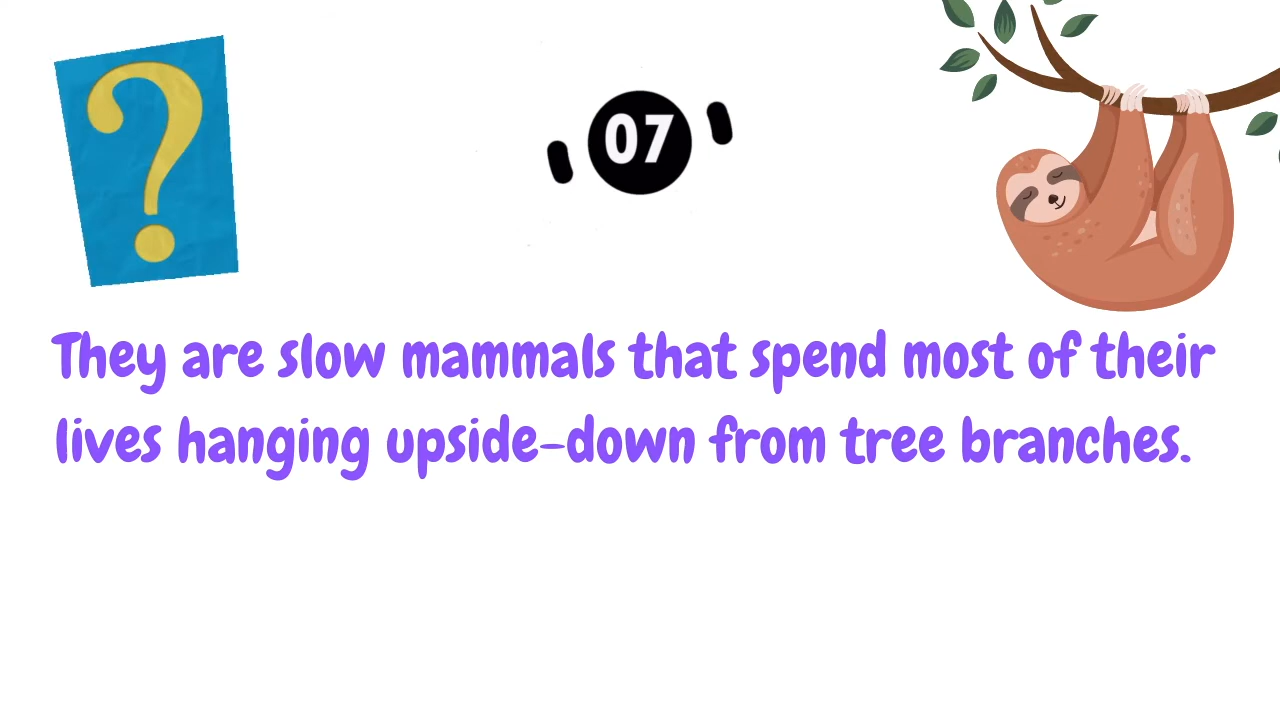 ?
07
They are slow mammals that spend most of their
lives hanging upside-down from tree branches.